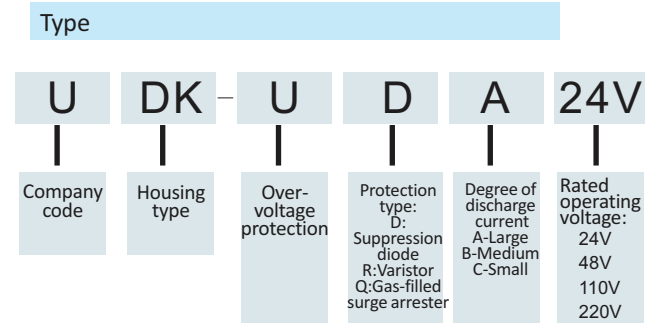 Type
U DK – U D A 24V
Company
code
Housing
type
Over-
voltage
protection
Protection
type:
D:
Suppression
diode
R:Varistor
Q:Gas-filled
surge arrester
Degree of
discharge
current
A-Large
B-Medium
C-Small
Rated
operating
voltage:
24V
48V
110V
220V